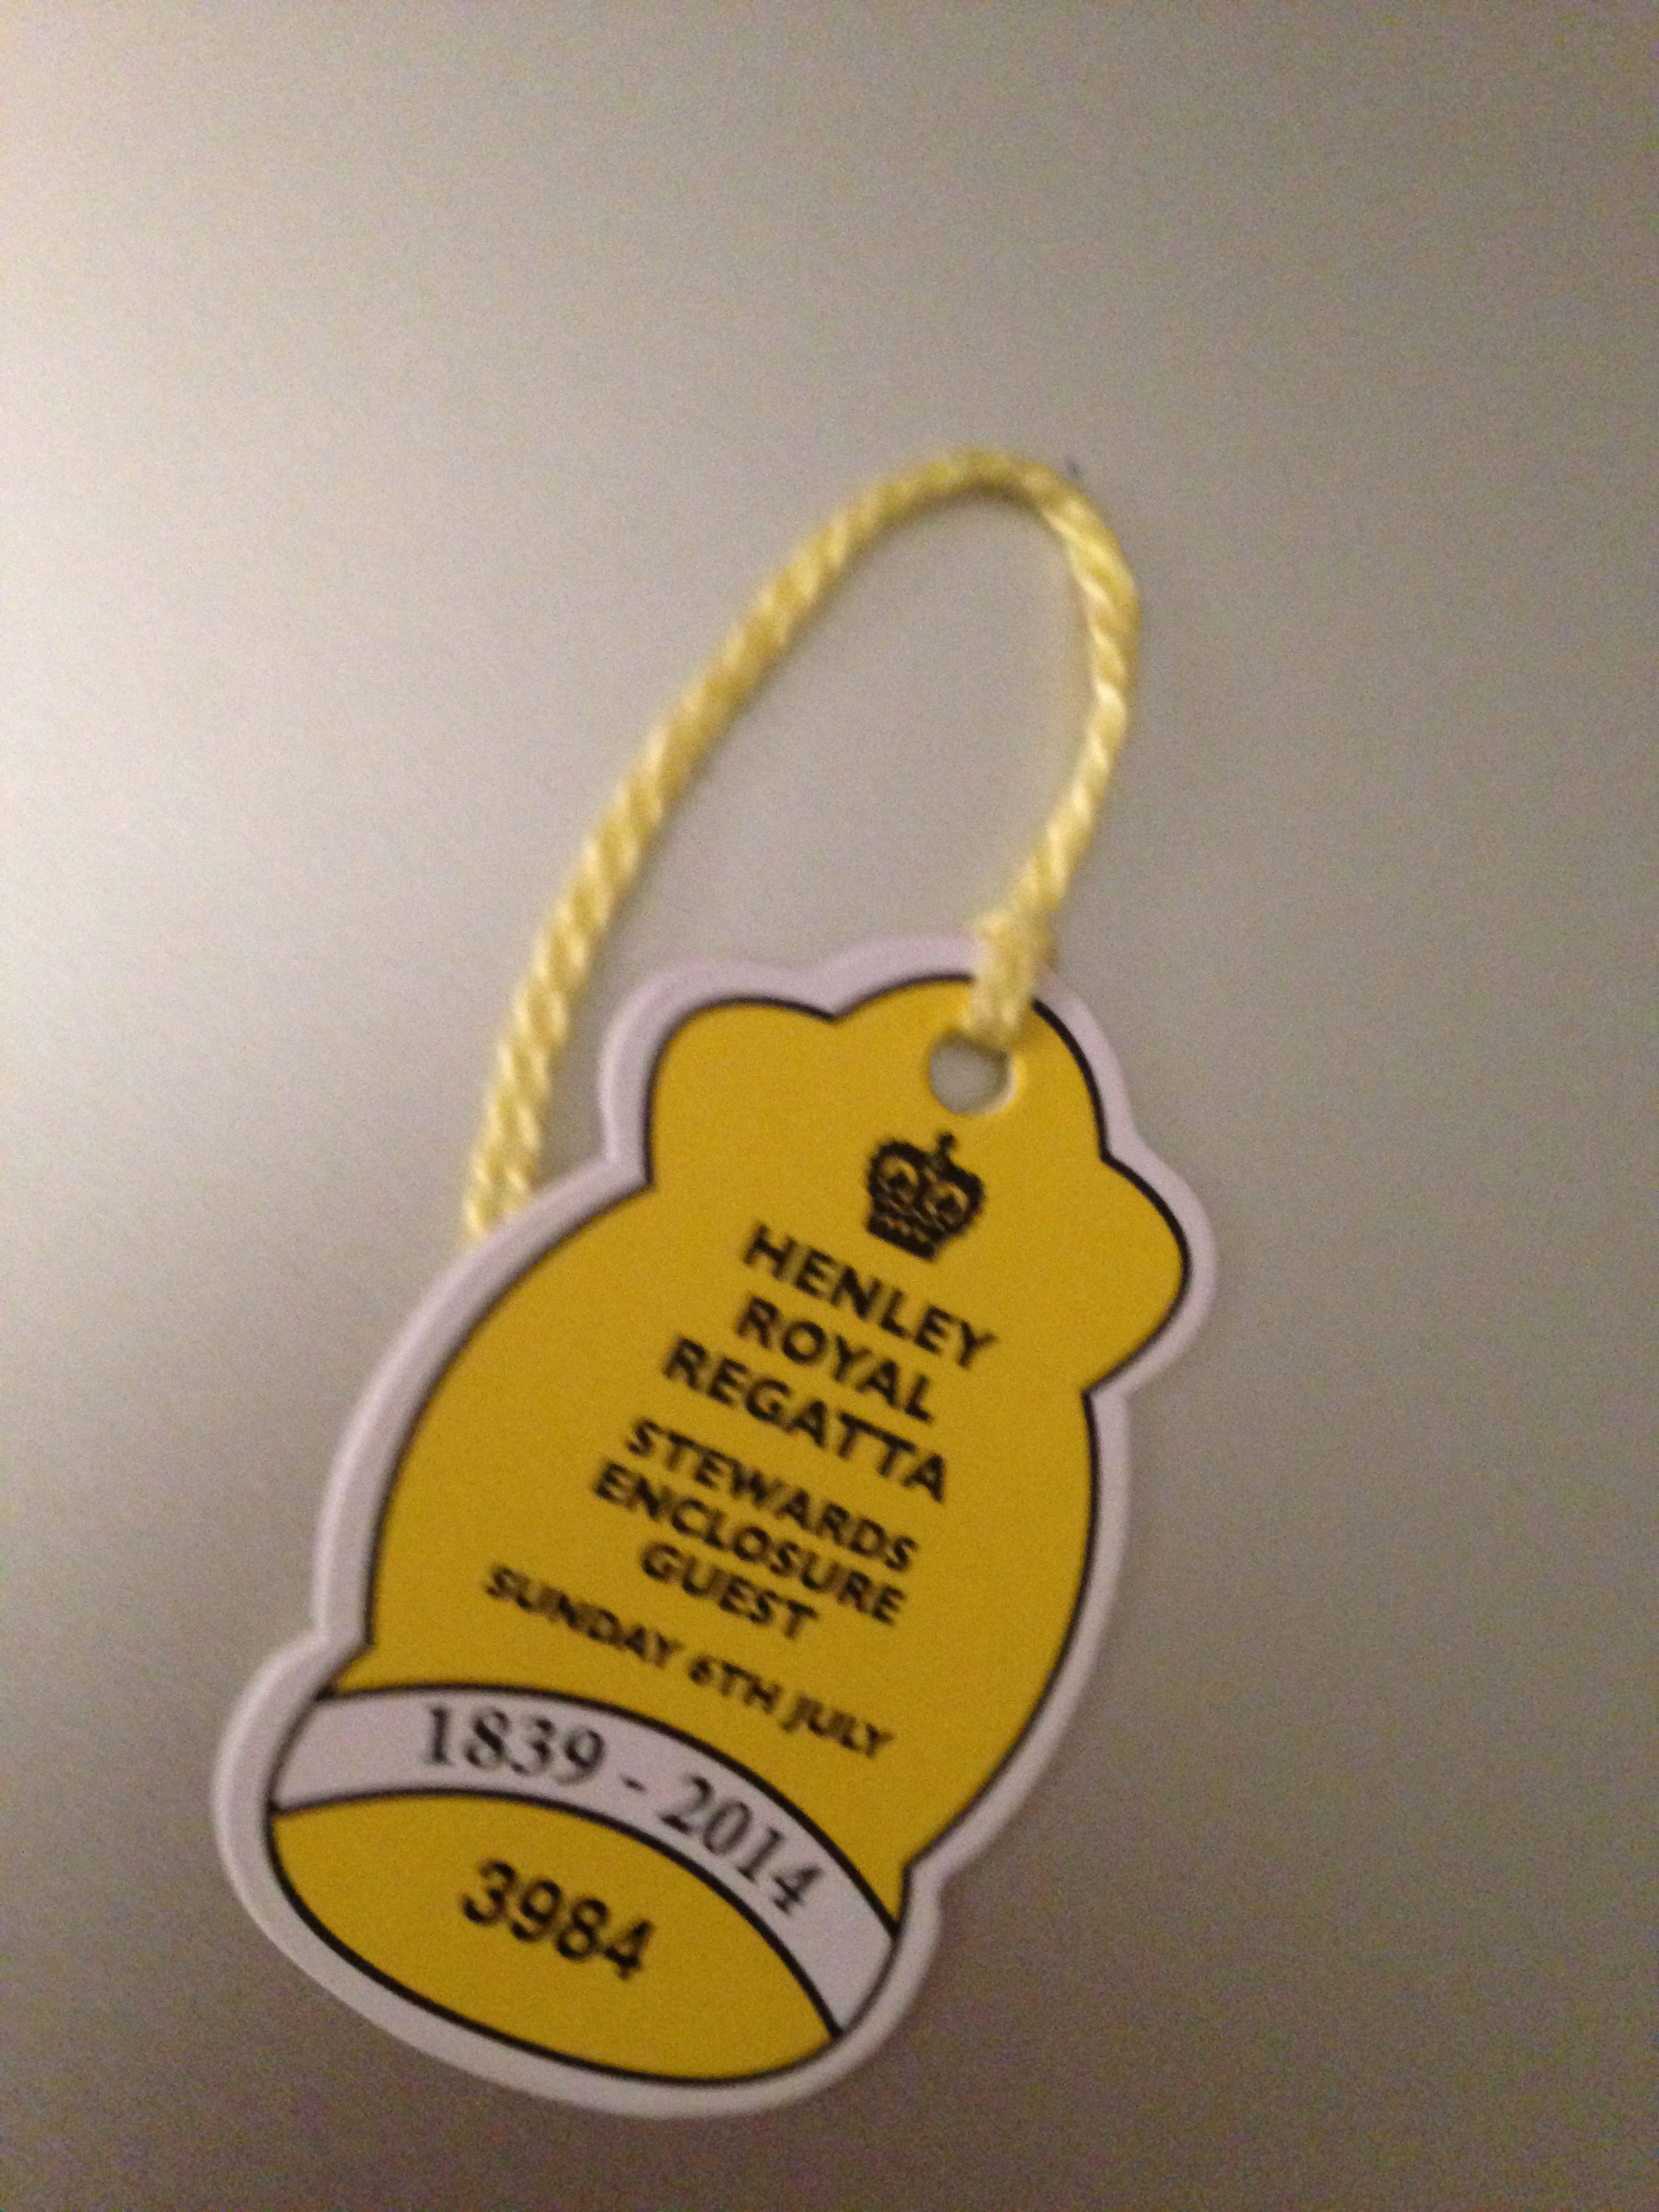 HENLEY
ROYAL
REGATTA
STEWARDS
ENCLOSURE
GUEST
SUNDAY 6TH JULY
1839 - 2014
3984